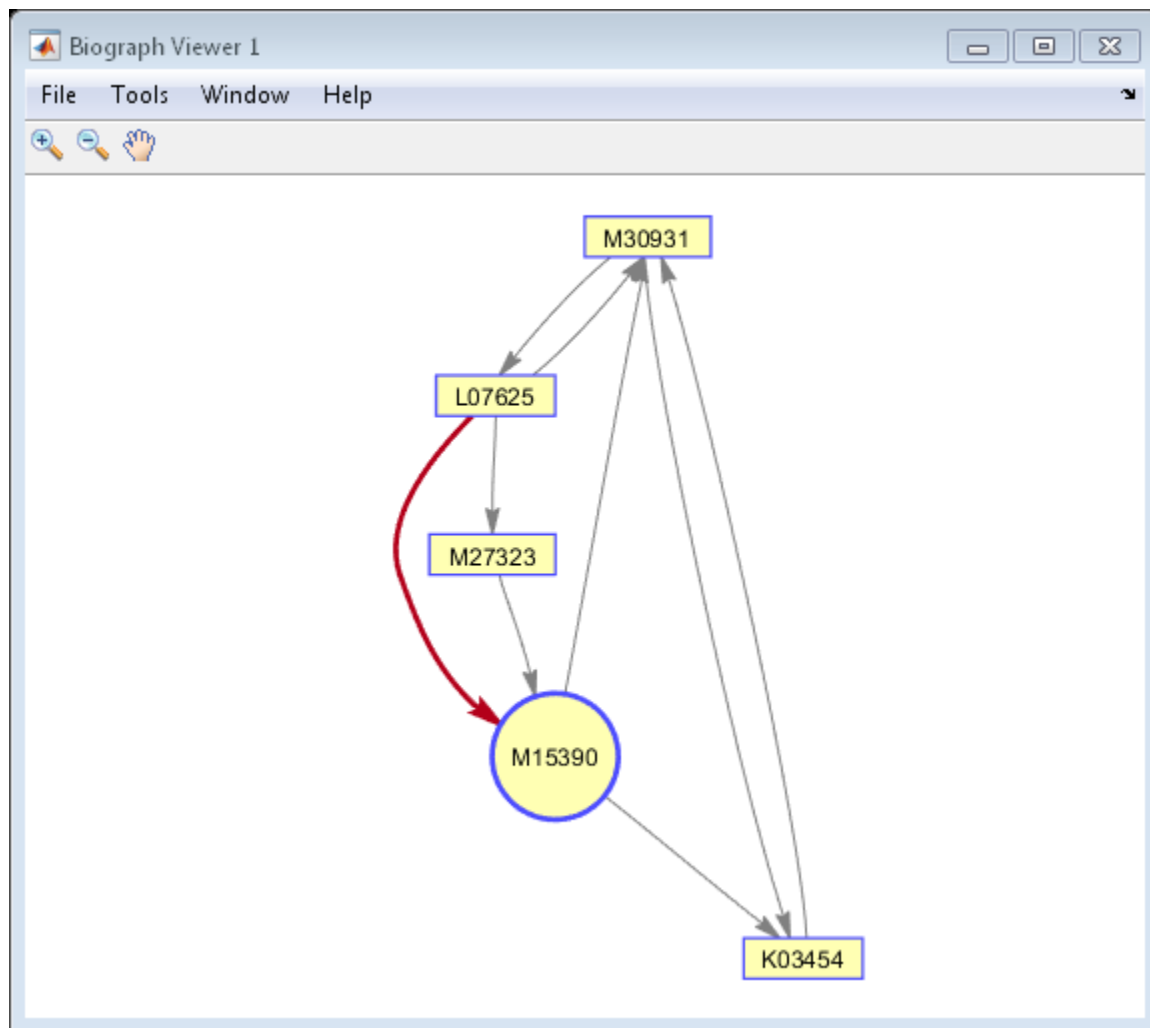 Biograph Viewer 1
File Tools Window Help
M30931
L07625
M27323
M15390
K03454